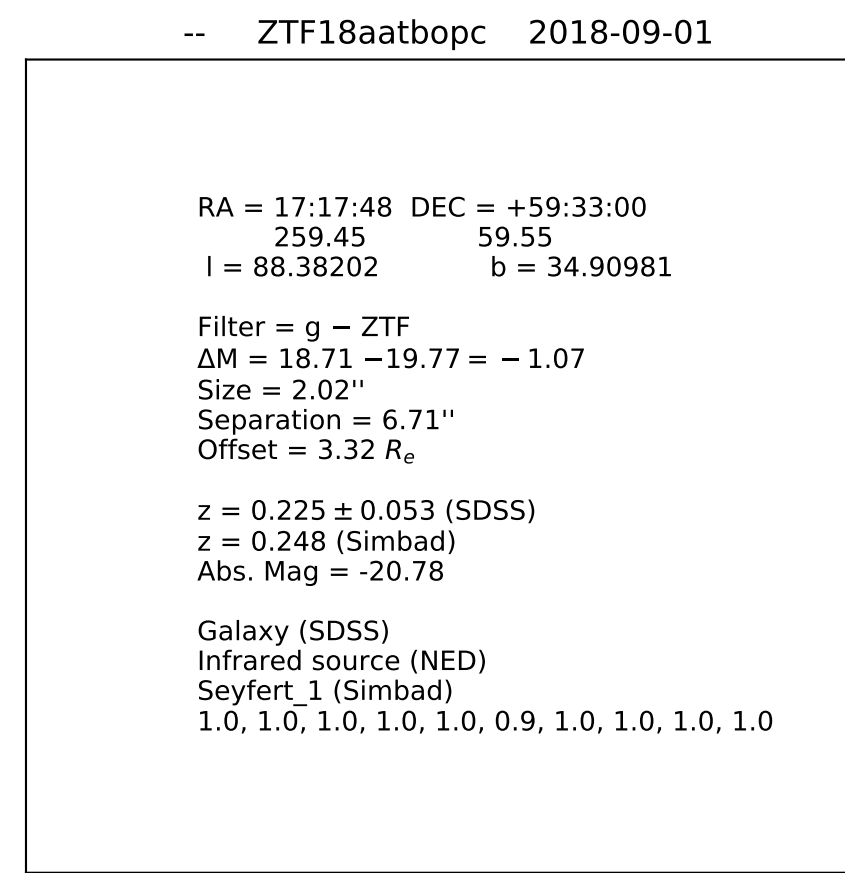 -- ZTF18aatbopc 2018-09-01
RA = 17:17:48 DEC = +59:33:00
259.45 59.55
l = 88.38202 b = 34.90981
Filter = g − ZTF
ΔM = 18.71 −19.77 = − 1.07
Size = 2.02''
Separation = 6.71''
Offset = 3.32 Rₑ
z = 0.225 ± 0.053 (SDSS)
z = 0.248 (Simbad)
Abs. Mag = -20.78
Galaxy (SDSS)
Infrared source (NED)
Seyfert_1 (Simbad)
1.0, 1.0, 1.0, 1.0, 1.0, 0.9, 1.0, 1.0, 1.0, 1.0